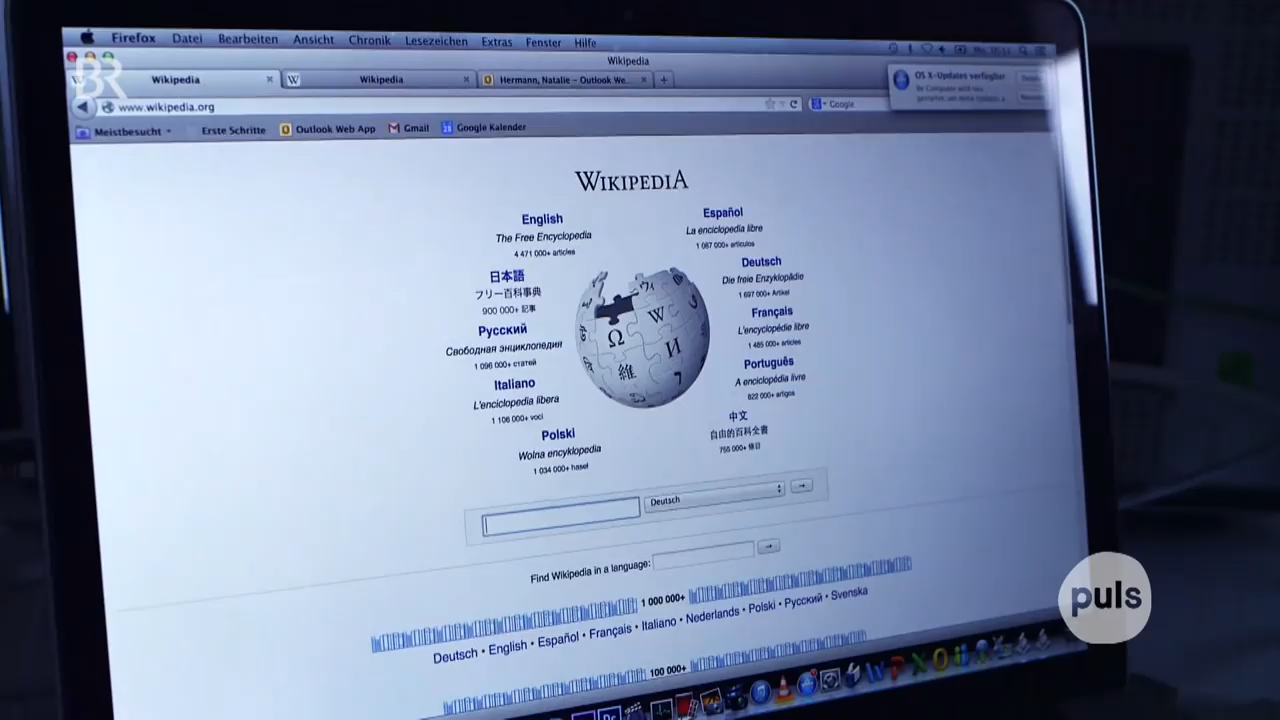 Firefox Datei Bearbeiten Ansicht Chronik Lesezeichen Extras Fenster Hilfe
Wikipedia
BR
Wikipedia
Wikipedia
Hermann, Natalie – Outlook We...
OS X-Updates verfügbar
www.wikipedia.org
Google
Meistbesucht
Erste Schritte
Outlook Web App
Gmail
Google Kalender
WIKIPEDIA
English
The Free Encyclopedia
4 471 000+ articles
Español
La enciclopedia libre
1 087 000+ artículos
日本語
フリー百科事典
900 000+ 記事
Deutsch
Die freie Enzyklopädie
1 697 000+ Artikel
Русский
Свободная энциклопедия
1 096 000+ статей
Français
L'encyclopédie libre
1 485 000+ articles
Italiano
L'enciclopedia libera
1 106 000+ voci
Português
A enciclopédia livre
822 000+ artigos
Polski
Wolna encyklopedia
1 034 000+ haseł
中文
自由的百科全書
755 000+ 條目
Ω W И 維 ウィ
Deutsch
Find Wikipedia in a language:
1 000 000+
Deutsch • English • Español • Français • Italiano • Nederlands • Polski • Русский • Svenska
100 000+
puls